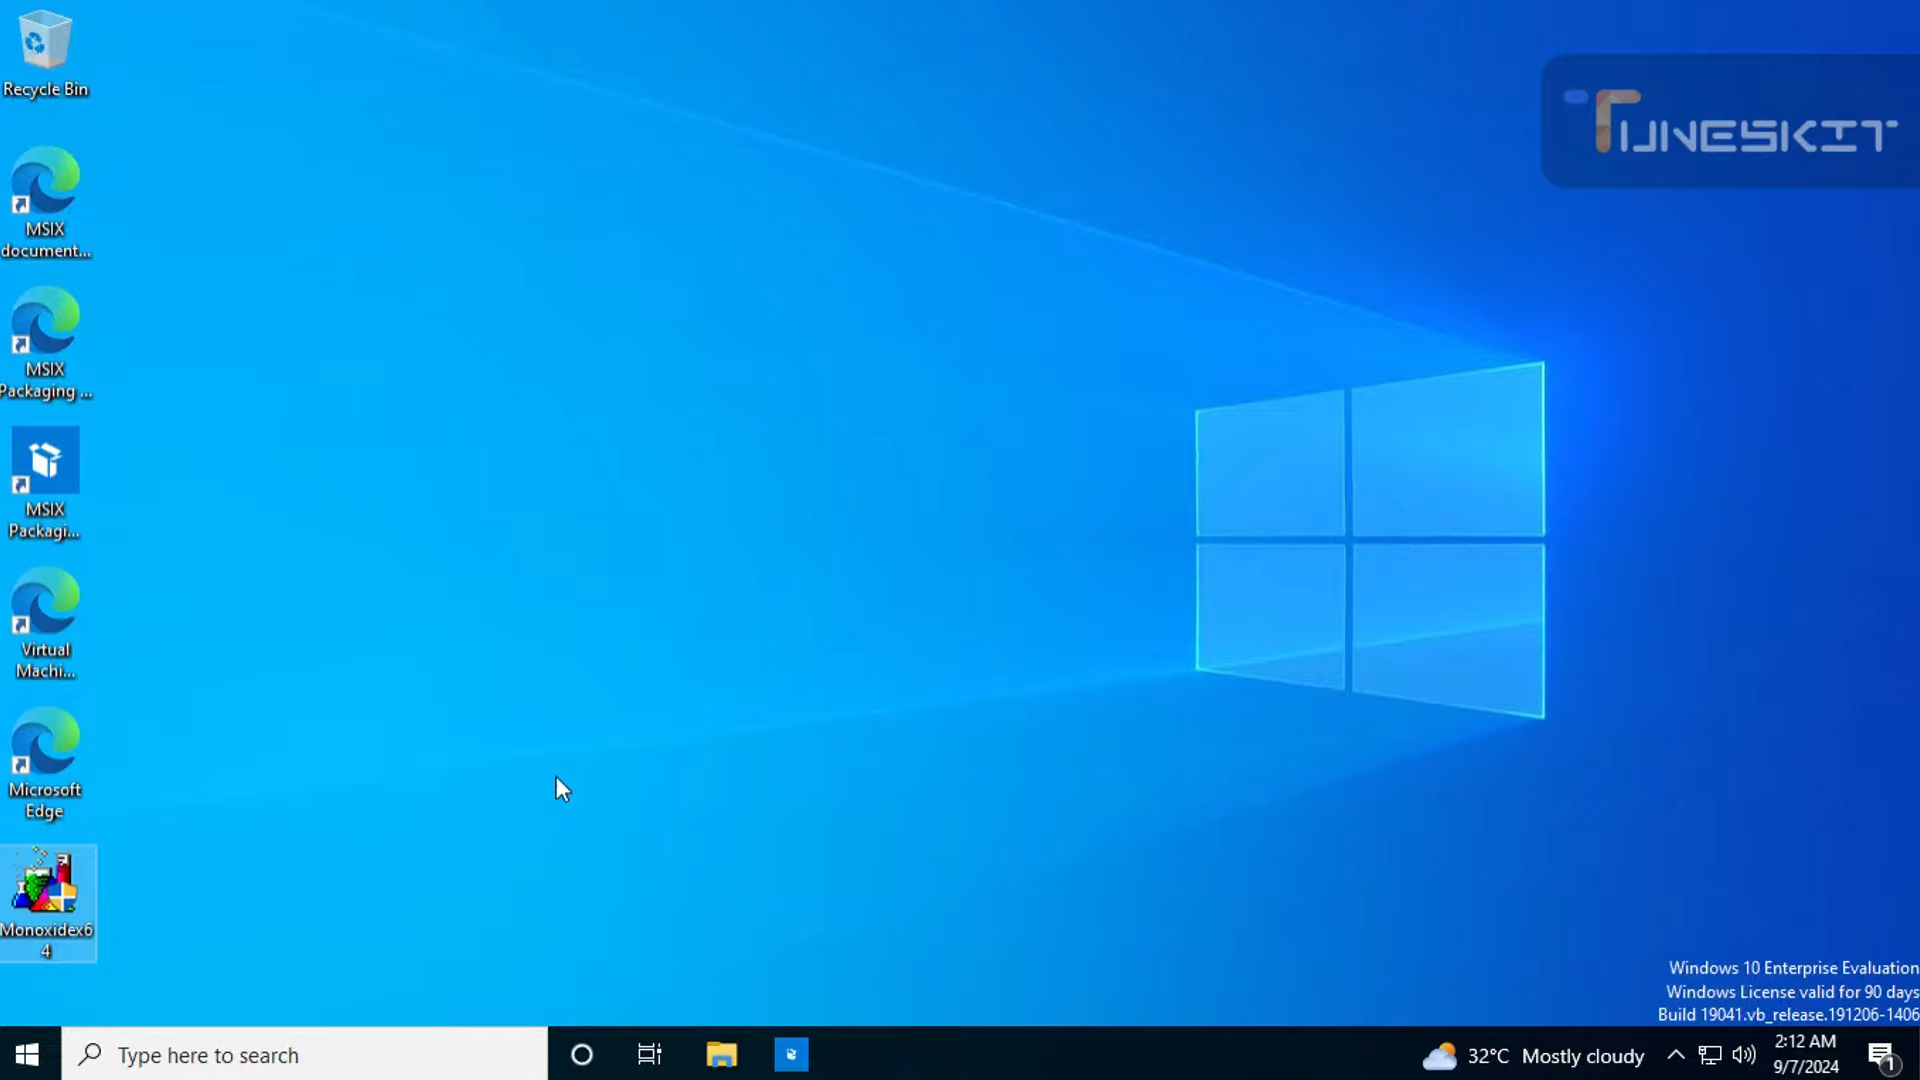 Recycle Bin
TUNESKIT
MSIX
document...
MSIX
Packaging ...
MSIX
Packagi...
Virtual
Machi...
Microsoft
Edge
Monoxidex6
4
Windows 10 Enterprise Evaluation
Windows License valid for 90 days
Build 19041.vb_release.191206-1406
Type here to search
32°C Mostly cloudy
2:12 AM
9/7/2024
1